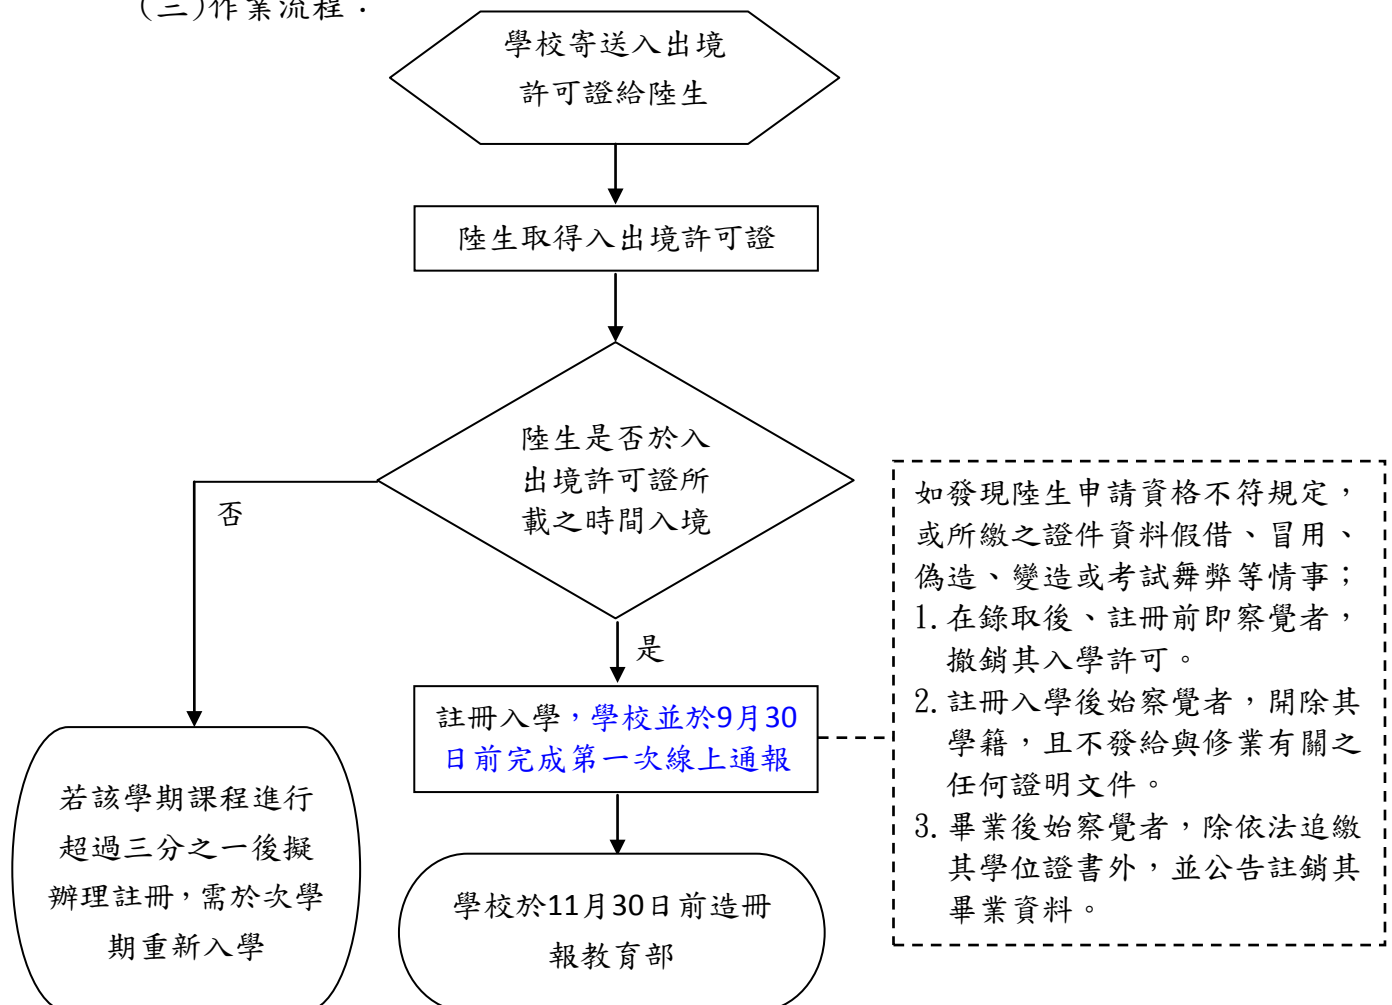 (三)作業流程：
學校寄送入出境
許可證給陸生
陸生取得入出境許可證
陸生是否於入
出境許可證所
載之時間入境
否
是
註冊入學，學校並於9月30
日前完成第一次線上通報
若該學期課程進行
超過三分之一後擬
辦理註冊，需於次學
期重新入學
學校於11月30日前造冊
報教育部
如發現陸生申請資格不符規定，
或所繳之證件資料假借、冒用、
偽造、變造或考試舞弊等情事；
1.在錄取後、註冊前即察覺者，
撤銷其入學許可。
2.註冊入學後始察覺者，開除其
學籍，且不發給與修業有關之
任何證明文件。
3.畢業後始察覺者，除依法追繳
其學位證書外，並公告註銷其
畢業資料。